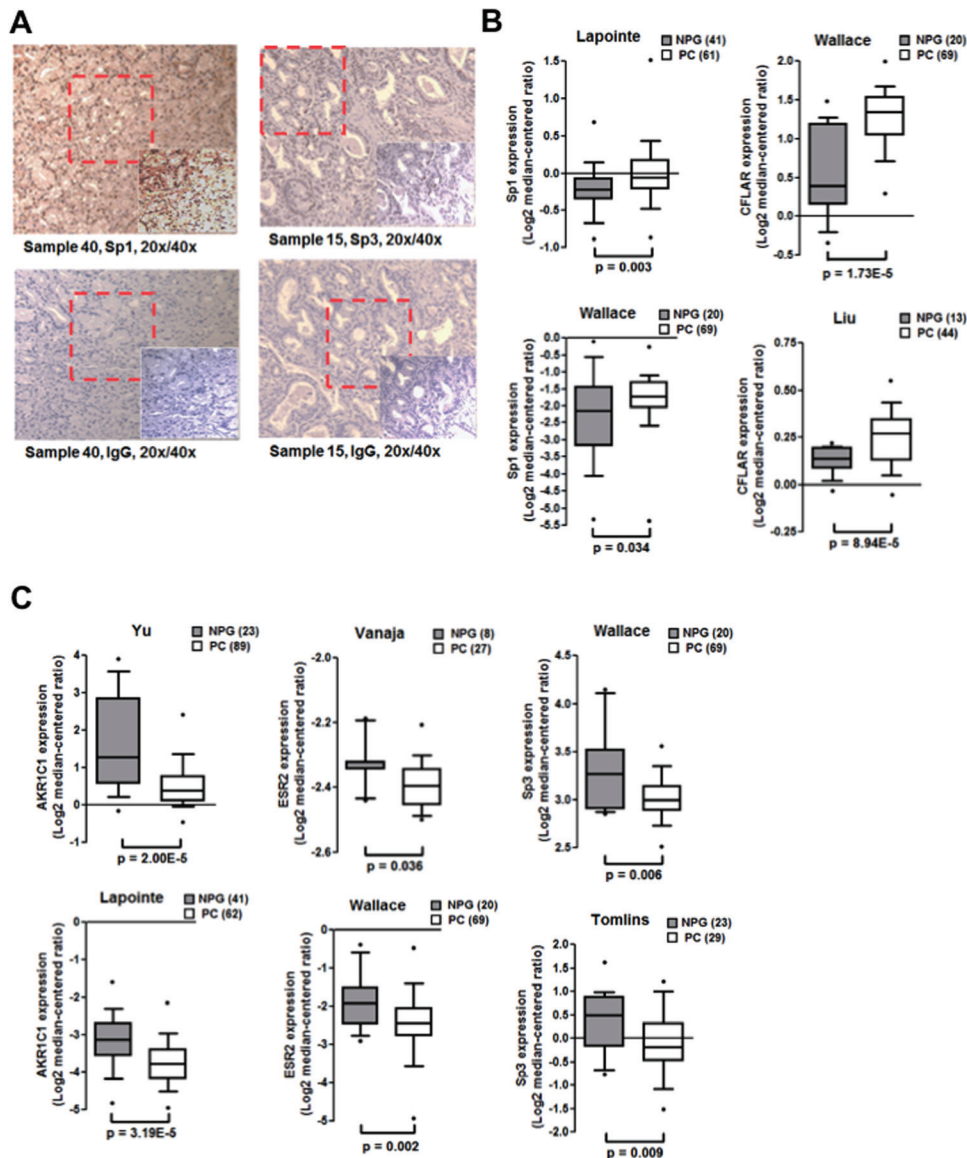 A
Sample 40, Sp1, 20x/40x
Sample 15, Sp3, 20x/40x
Sample 40, IgG, 20x/40x
Sample 15, IgG, 20x/40x
B
Lapointe
NPG (41)
PC (61)
Sp1 expression
(Log2 median-centered ratio)
1.5
1.0
0.5
0.0
-0.5
-1.0
p = 0.003
Wallace
NPG (20)
PC (69)
CFLAR expression
(Log2 median-centered ratio)
2.0
1.5
1.0
0.5
0.0
-0.5
p = 1.73E-5
Wallace
NPG (20)
PC (69)
Sp1 expression
(Log2 median-centered ratio)
-0.0
-0.5
-1.0
-1.5
-2.0
-2.5
-3.0
-3.5
-4.0
-4.5
-5.0
-5.5
p = 0.034
Liu
NPG (13)
PC (44)
CFLAR expression
(Log2 median-centered ratio)
0.75
0.50
0.25
0.00
-0.25
p = 8.94E-5
C
Yu
NPG (23)
PC (89)
AKR1C1 expression
(Log2 median-centered ratio)
4
3
2
1
0
-1
p = 2.00E-5
Vanaja
NPG (8)
PC (27)
ESR2 expression
(Log2 median-centered ratio)
-2.0
-2.2
-2.4
-2.6
p = 0.036
Wallace
NPG (20)
PC (69)
Sp3 expression
(Log2 median-centered ratio)
4.5
4.0
3.5
3.0
2.5
p = 0.006
Lapointe
NPG (41)
PC (62)
AKR1C1 expression
(Log2 median-centered ratio)
0
-1
-2
-3
-4
-5
p = 3.19E-5
Wallace
NPG (20)
PC (69)
ESR2 expression
(Log2 median-centered ratio)
0
-1
-2
-3
-4
-5
p = 0.002
Tomlins
NPG (23)
PC (29)
Sp3 expression
(Log2 median-centered ratio)
2.0
1.5
1.0
0.5
0.0
-0.5
-1.0
-1.5
-2.0
p = 0.009